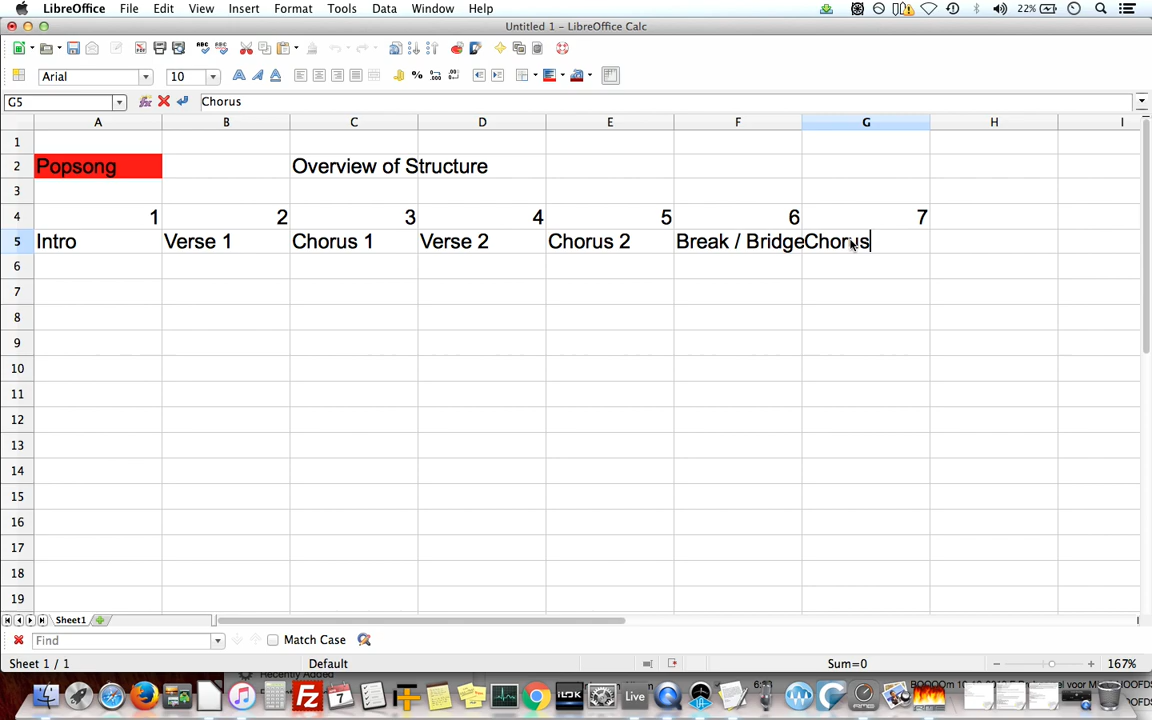 LibreOffice File Edit View Insert Format Tools Data Window Help 22%
Untitled 1 – LibreOffice Calc
Arial 10
G5 Chorus
A B C D E F G H I
1
2 Popsong Overview of Structure
3
4 1 2 3 4 5 6 7
5 Intro Verse 1 Chorus 1 Verse 2 Chorus 2 Break / Bridge Chorus
6
7
8
9
10
11
12
13
14
15
16
17
18
19
Sheet1
Find Match Case
Sheet 1 / 1 Default Sum=0 167%
Recently Added